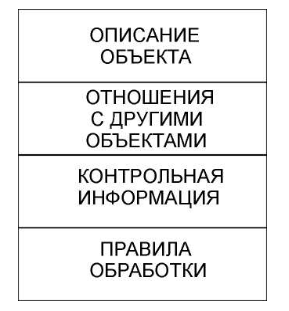 ОПИСАНИЕ
ОБЪЕКТА
ОТНОШЕНИЯ
С ДРУГИМИ
ОБЪЕКТАМИ
КОНТРОЛЬНАЯ
ИНФОРМАЦИЯ
ПРАВИЛА
ОБРАБОТКИ